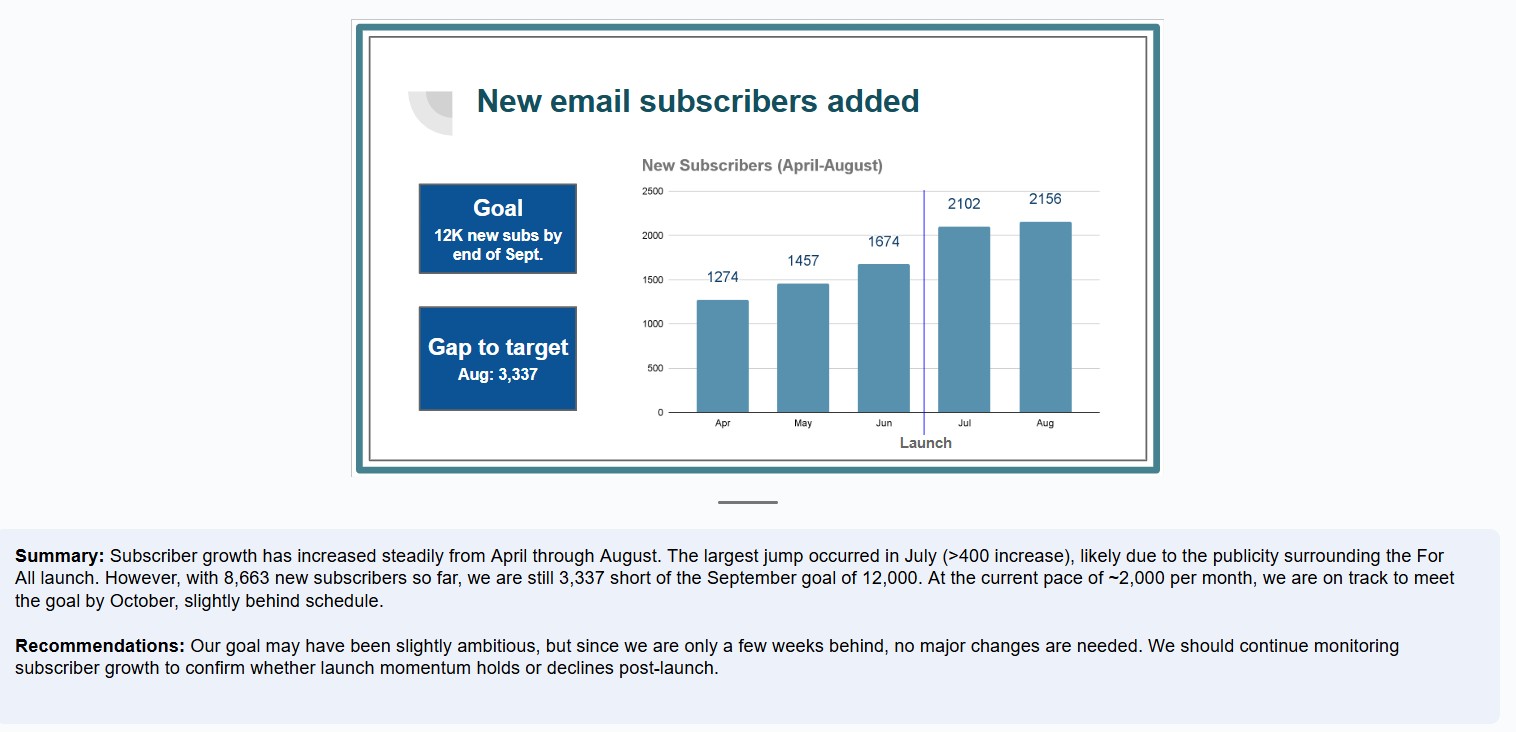 New email subscribers added
Goal
12K new subs by
end of Sept.
Gap to target
Aug: 3,337
New Subscribers (April-August)
2500
2000
1500
1000
500
0
1274
1457
1674
2102
2156
Apr
May
Jun
Jul
Aug
Launch
Summary: Subscriber growth has increased steadily from April through August. The largest jump occurred in July (>400 increase), likely due to the publicity surrounding the For
All launch. However, with 8,663 new subscribers so far, we are still 3,337 short of the September goal of 12,000. At the current pace of ~2,000 per month, we are on track to meet
the goal by October, slightly behind schedule.
Recommendations: Our goal may have been slightly ambitious, but since we are only a few weeks behind, no major changes are needed. We should continue monitoring
subscriber growth to confirm whether launch momentum holds or declines post-launch.